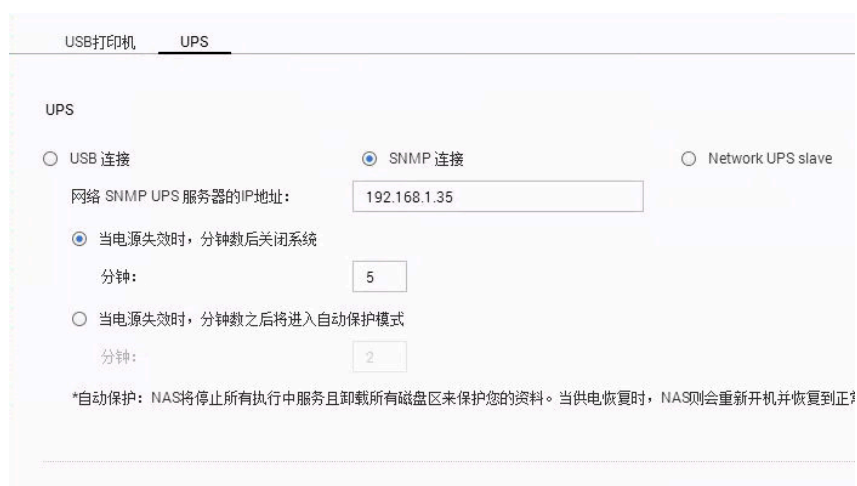 USB打印机 UPS
UPS
USB 连接 SNMP 连接 Network UPS slave
网络 SNMP UPS 服务器的IP地址： 192.168.1.35
当电源失效时，分钟数后关闭系统
分钟： 5
当电源失效时，分钟数之后将进入自动保护模式
分钟： 2
*自动保护：NAS将停止所有执行中服务且卸载所有磁盘区来保护您的资料。当供电恢复时，NAS则会重新开机并恢复到正常